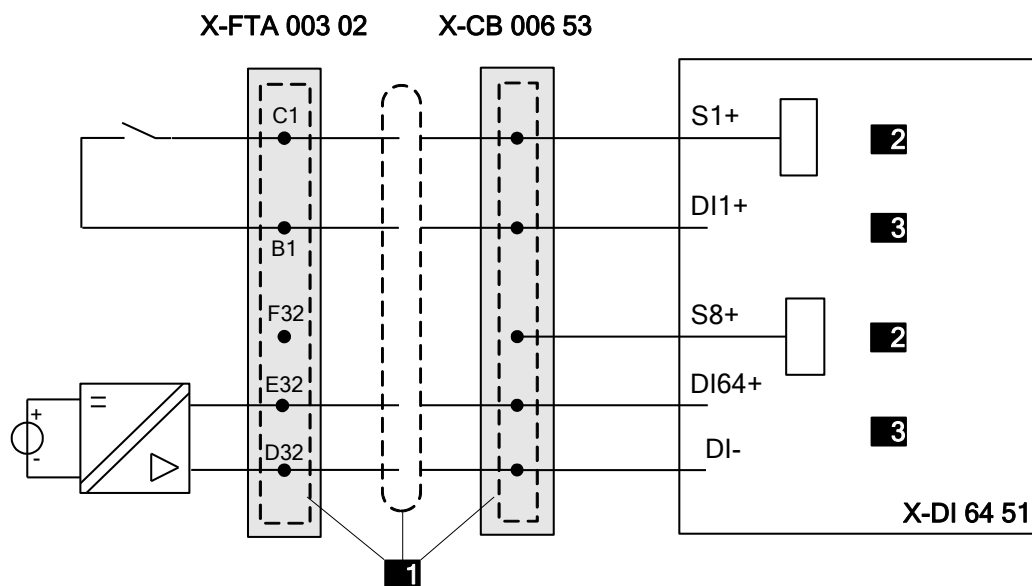 X-FTA 003 02 X-CB 006 53
C1 S1+ 2
B1 DI1+ 3
F32 S8+ 2
E32 DI64+
+ =
- D32 DI- 3
X-DI 64 51
1